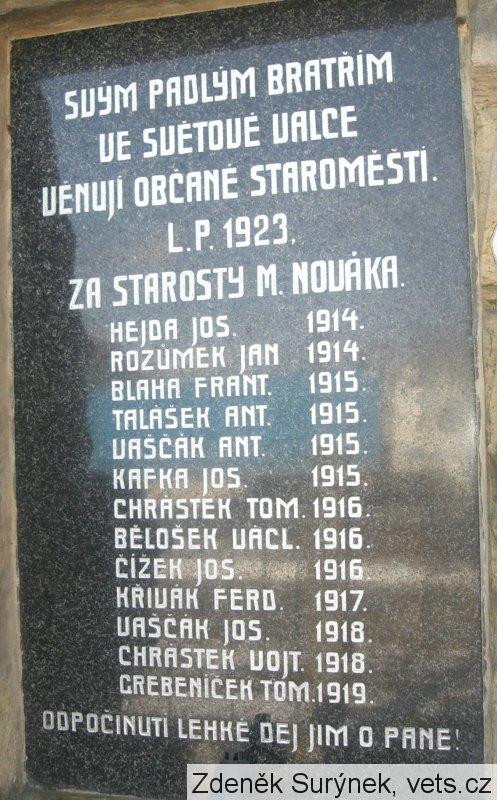 SVÝM PADLÝM BRATŘÍM
VE SVĚTOVÉ VÁLCE
VĚNUJÍ OBČANÉ STAROMĚŠTÍ.
L.P. 1923.
ZA STAROSTY M. NOVÁKA.
HEJDA JOS. 1914.
ROZŮMEK JAN 1914.
BLAHA FRANT. 1915.
TALÁŠEK ANT. 1915.
VAŠČÁK ANT. 1915.
KAFKA JOS. 1915.
CHRÁSTEK TOM. 1916.
BĚLOŠEK VÁCL. 1916.
ČÍŽEK JOS. 1916.
KŘIVÁK FERD. 1917.
VAŠČÁK JOS. 1918.
CHRÁSTEK VOJT. 1918.
GREBENÍČEK TOM. 1919.
ODPOČINUTÍ LEHKÉ DEJ JIM O PANE!
Zdeněk Surýnek, vets.cz